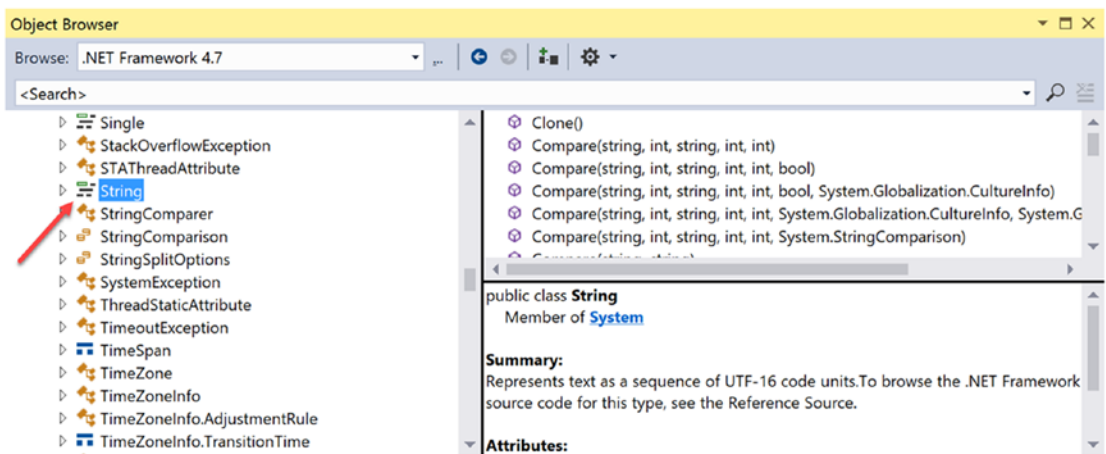 Object Browser
Browse: .NET Framework 4.7 ...
<Search>
Single
StackOverflowException
STAThreadAttribute
String
StringComparer
StringComparison
StringSplitOptions
SystemException
ThreadStaticAttribute
TimeoutException
TimeSpan
TimeZone
TimeZoneInfo
TimeZoneInfo.AdjustmentRule
TimeZoneInfo.TransitionTime
Clone()
Compare(string, int, string, int, int)
Compare(string, int, string, int, int, bool)
Compare(string, int, string, int, int, bool, System.Globalization.CultureInfo)
Compare(string, int, string, int, int, System.Globalization.CultureInfo, System.G
Compare(string, int, string, int, int, System.StringComparison)
Compare(string, string)
public class String
Member of System
Summary:
Represents text as a sequence of UTF-16 code units.To browse the .NET Framework
source code for this type, see the Reference Source.
Attributes: